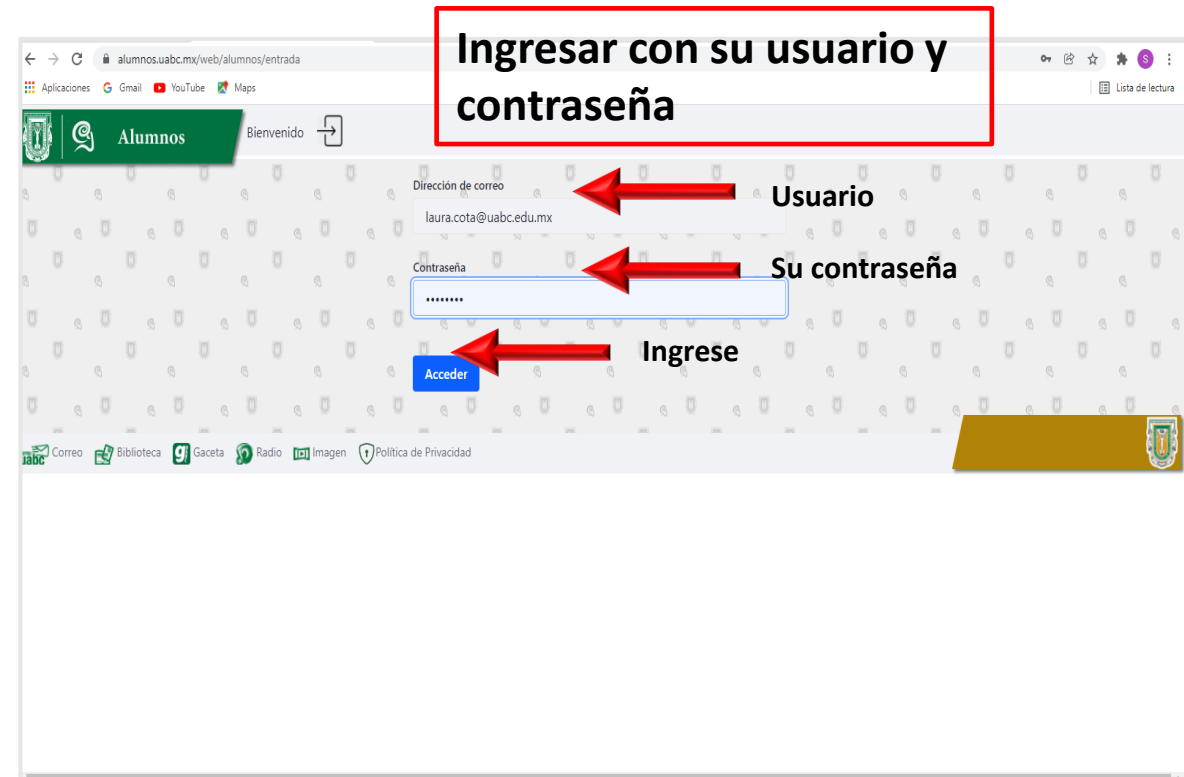 Ingresar con su usuario y
contraseña
alumnos.uabc.mx/web/alumnos/entrada
S
Aplicaciones G Gmail YouTube Maps
Lista de lectura
Alumnos
Bienvenido
Dirección de correo
Usuario
laura.cota@uabc.edu.mx
Contraseña
Su contraseña
••••••••
Ingrese
Acceder
uabc Correo Biblioteca g Gaceta Radio Imagen Política de Privacidad